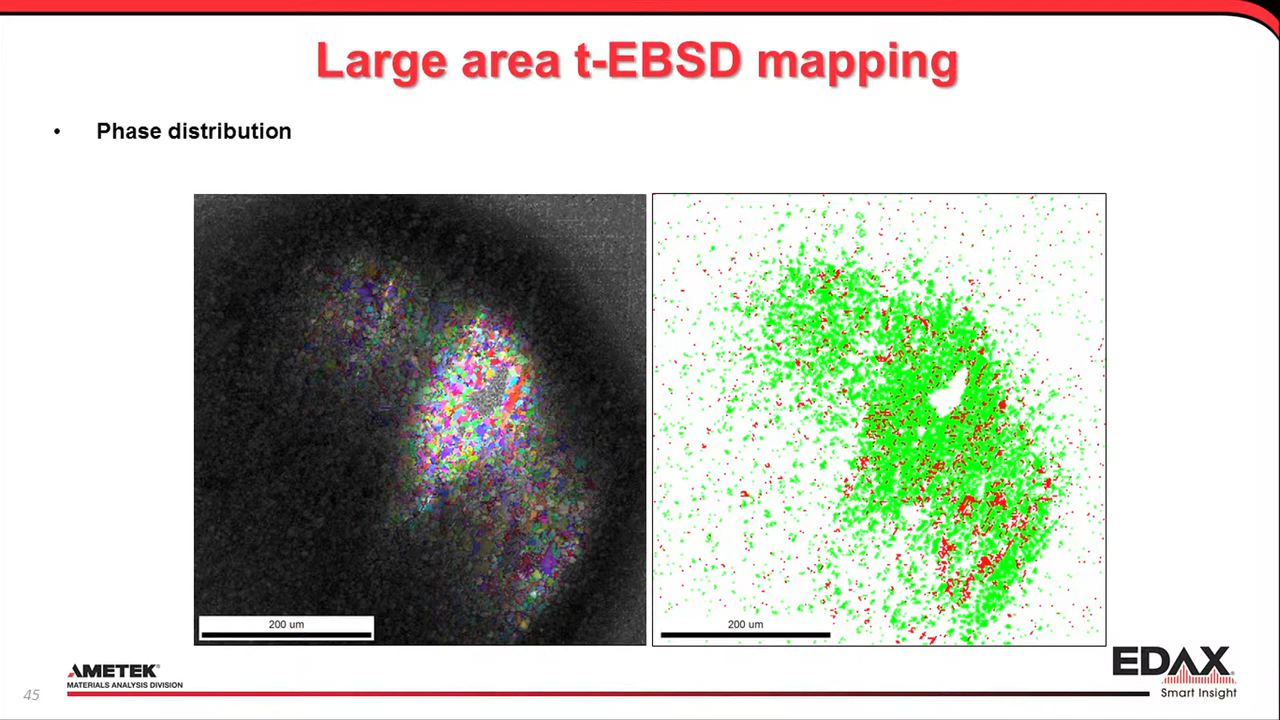 Large area t-EBSD mapping
• Phase distribution
200 um
200 um
AMETEK®
MATERIALS ANALYSIS DIVISION
EDAX
Smart Insight
45